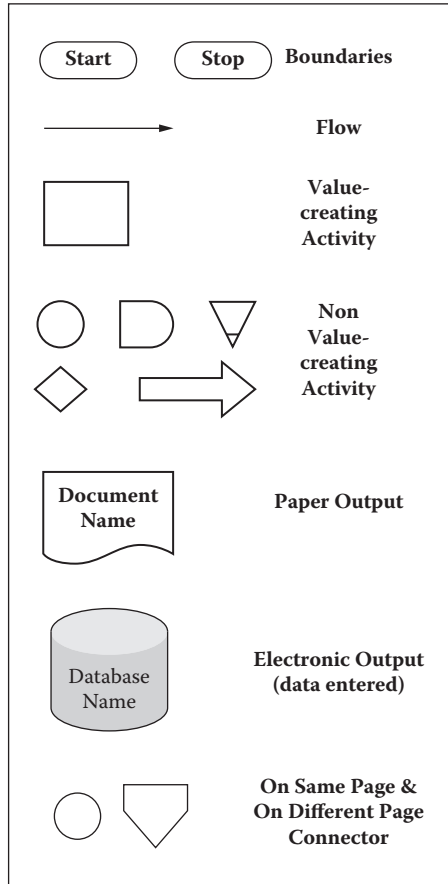 Start Stop Boundaries
Flow
Value-
creating
Activity
Non
Value-
creating
Activity
Document
Name
Paper Output
Database
Name
Electronic Output
(data entered)
On Same Page &
On Different Page
Connector